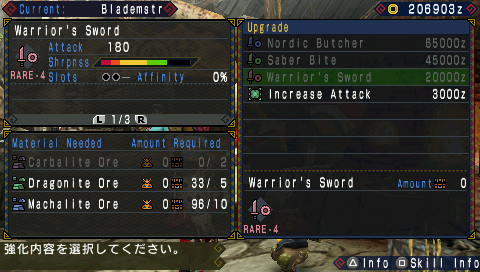 Current: Blademstr
206903z
Warrior's Sword
Attack 180
Shrpnss
RARE-4
Slots ○○— Affinity 0%
L 1/3 R
Material Needed Amount Required
Carbalite Ore 0 0/ 2
Dragonite Ore 0 33/ 5
Machalite Ore 0 96/10
強化内容を選択してください。
Upgrade
Nordic Butcher 65000z
Saber Bite 45000z
Warrior's Sword 20000z
Increase Attack 3000z
Warrior's Sword Amount 0
RARE-4
△Info □Skill Info